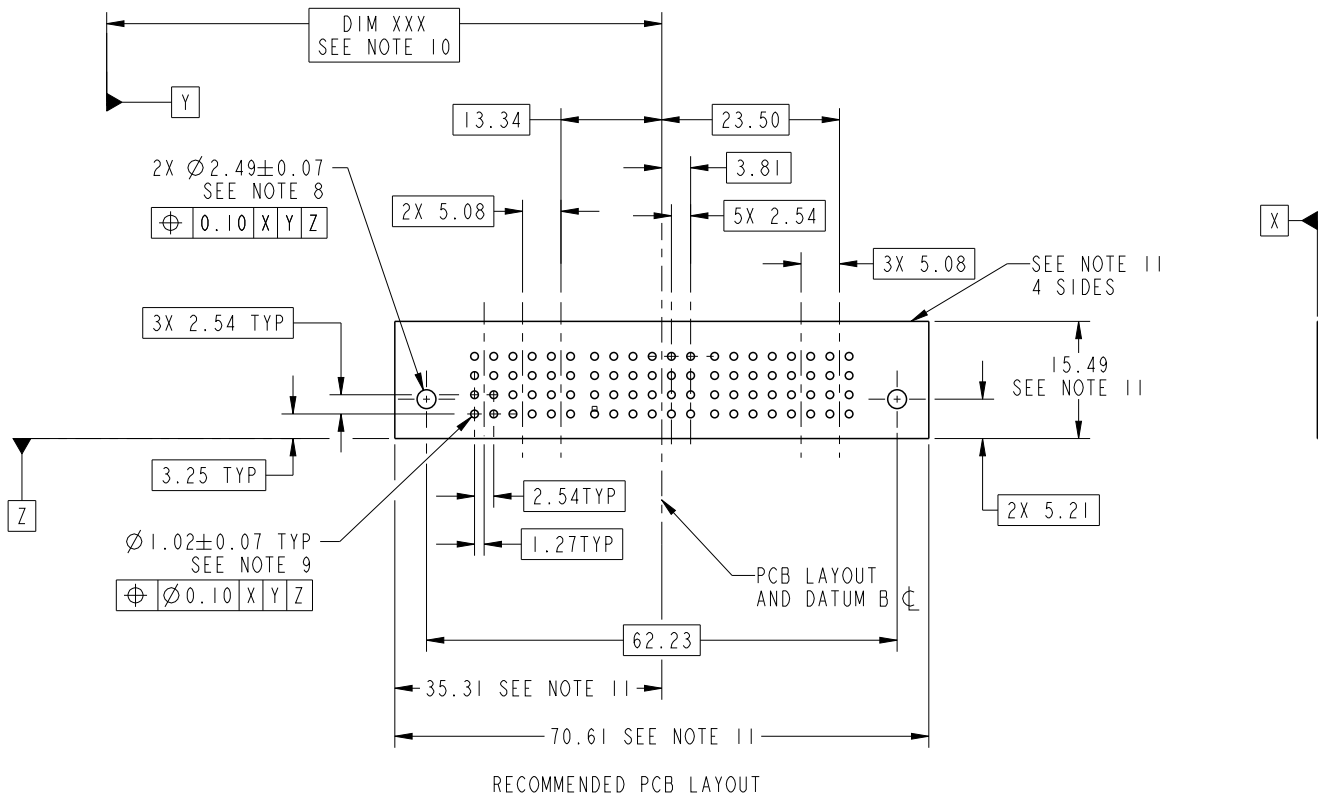 DIM XXX
SEE NOTE 10
Y
13.34
23.50
2X Ø2.49±0.07
SEE NOTE 8
⌖ 0.10 X Y Z
3.81
2X 5.08
5X 2.54
X
3X 5.08
SEE NOTE 11
4 SIDES
3X 2.54 TYP
15.49
SEE NOTE 11
3.25 TYP
2.54TYP
2X 5.21
Z
Ø1.02±0.07 TYP
SEE NOTE 9
⌖ Ø0.10 X Y Z
1.27TYP
PCB LAYOUT
AND DATUM B ℄
62.23
35.31 SEE NOTE 11
70.61 SEE NOTE 11
RECOMMENDED PCB LAYOUT